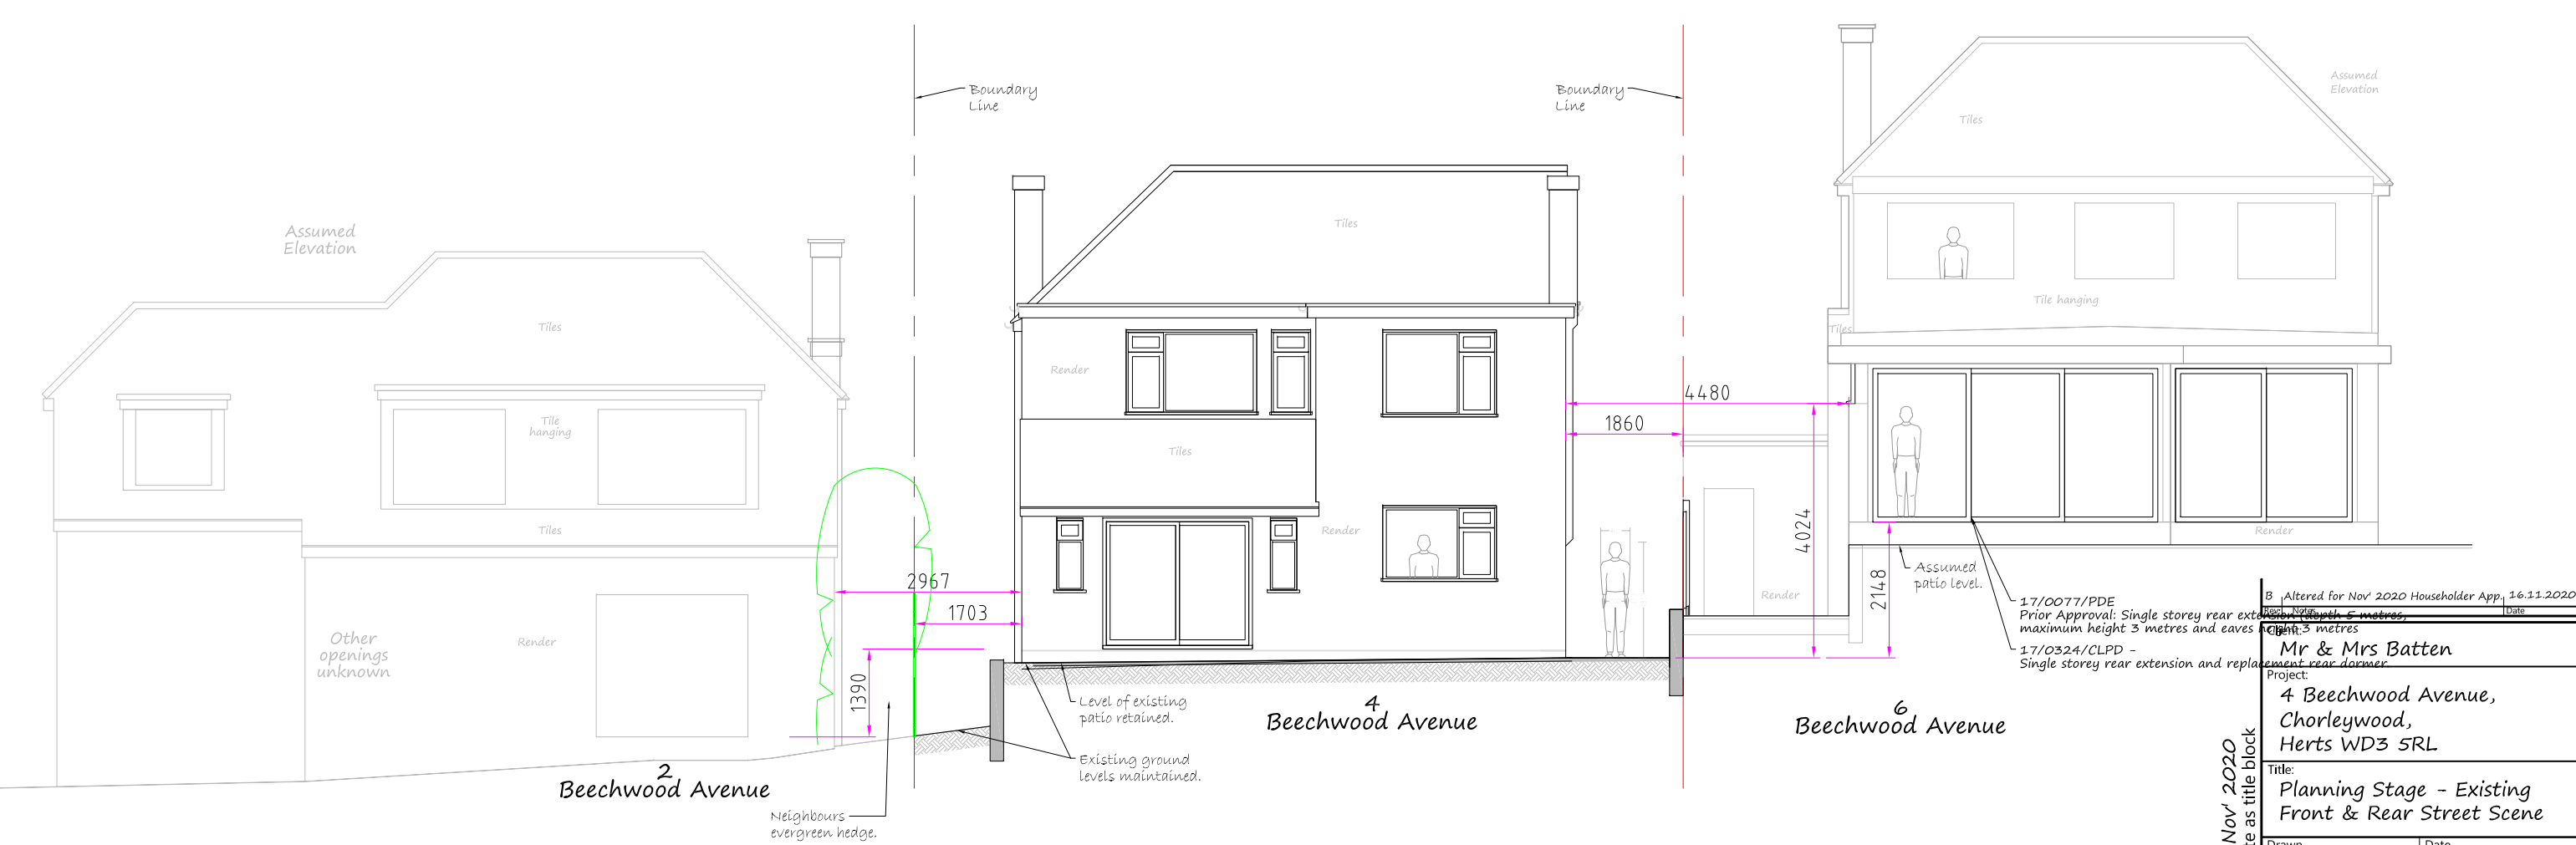 Boundary
Line
Boundary
Line
Assumed
Elevation
Tiles
Assumed
Elevation
Tiles
Tiles
Tile hanging
Tiles
Tiles
Render
Tile
hanging
4480
1860
Tiles
Tiles
Render
4024
Render
2967
1703
1390
2148
Render
Assumed
patio level.
Other
openings
unknown
Render
17/0077/PDE
Prior Approval: Single storey rear extension (depth 5 metres,
maximum height 3 metres and eaves height 3 metres
17/0324/CLPD -
Single storey rear extension and replacement rear dormer.
Level of existing
patio retained.
Existing ground
levels maintained.
Neighbours
evergreen hedge.
2
Beechwood Avenue
4
Beechwood Avenue
6
Beechwood Avenue
B Altered for Nov' 2020 Householder App. 16.11.2020
Rev: Notes Date
Client:
Mr & Mrs Batten
Project:
4 Beechwood Avenue,
Chorleywood,
Herts WD3 5RL
Title:
Planning Stage - Existing
Front & Rear Street Scene
Drawn Date
Nov' 2020
as title block